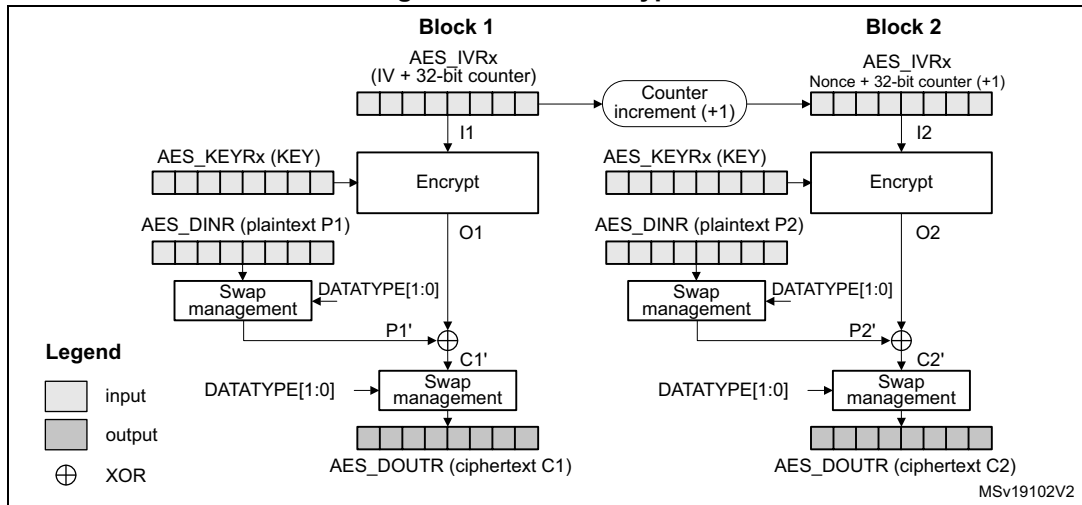 Block 1
AES_IVRx
(IV + 32-bit counter)
I1
AES_KEYRx (KEY)
Encrypt
AES_DINR (plaintext P1)
O1
Swap
management
DATATYPE[1:0]
P1'
C1'
DATATYPE[1:0]
Swap
management
AES_DOUTR (ciphertext C1)
Counter
increment (+1)
Block 2
AES_IVRx
Nonce + 32-bit counter (+1)
I2
AES_KEYRx (KEY)
Encrypt
AES_DINR (plaintext P2)
O2
Swap
management
DATATYPE[1:0]
P2'
C2'
DATATYPE[1:0]
Swap
management
AES_DOUTR (ciphertext C2)
Legend
input
output
XOR
MSv19102V2